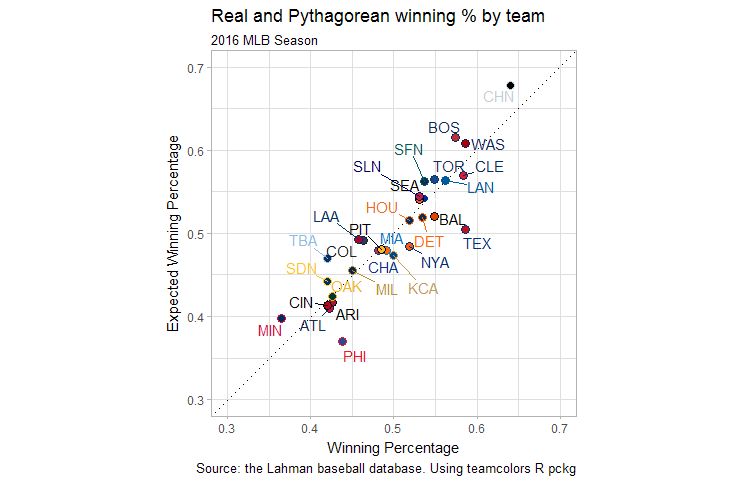 Real and Pythagorean winning % by team
2016 MLB Season
0.7
CHN
BOS
WAS
0.6
SFN
TOR
CLE
SLN
SEA
LAN
HOU
BAL
LAA
PIT
0.5
TBA
MIA
DET
TEX
COL
NYA
CHA
SDN
OAK
MIL
KCA
CIN
ARI
0.4
ATL
MIN
PHI
0.3
0.3
0.4
0.5
0.6
0.7
Expected Winning Percentage
Winning Percentage
Source: the Lahman baseball database. Using teamcolors R pckg